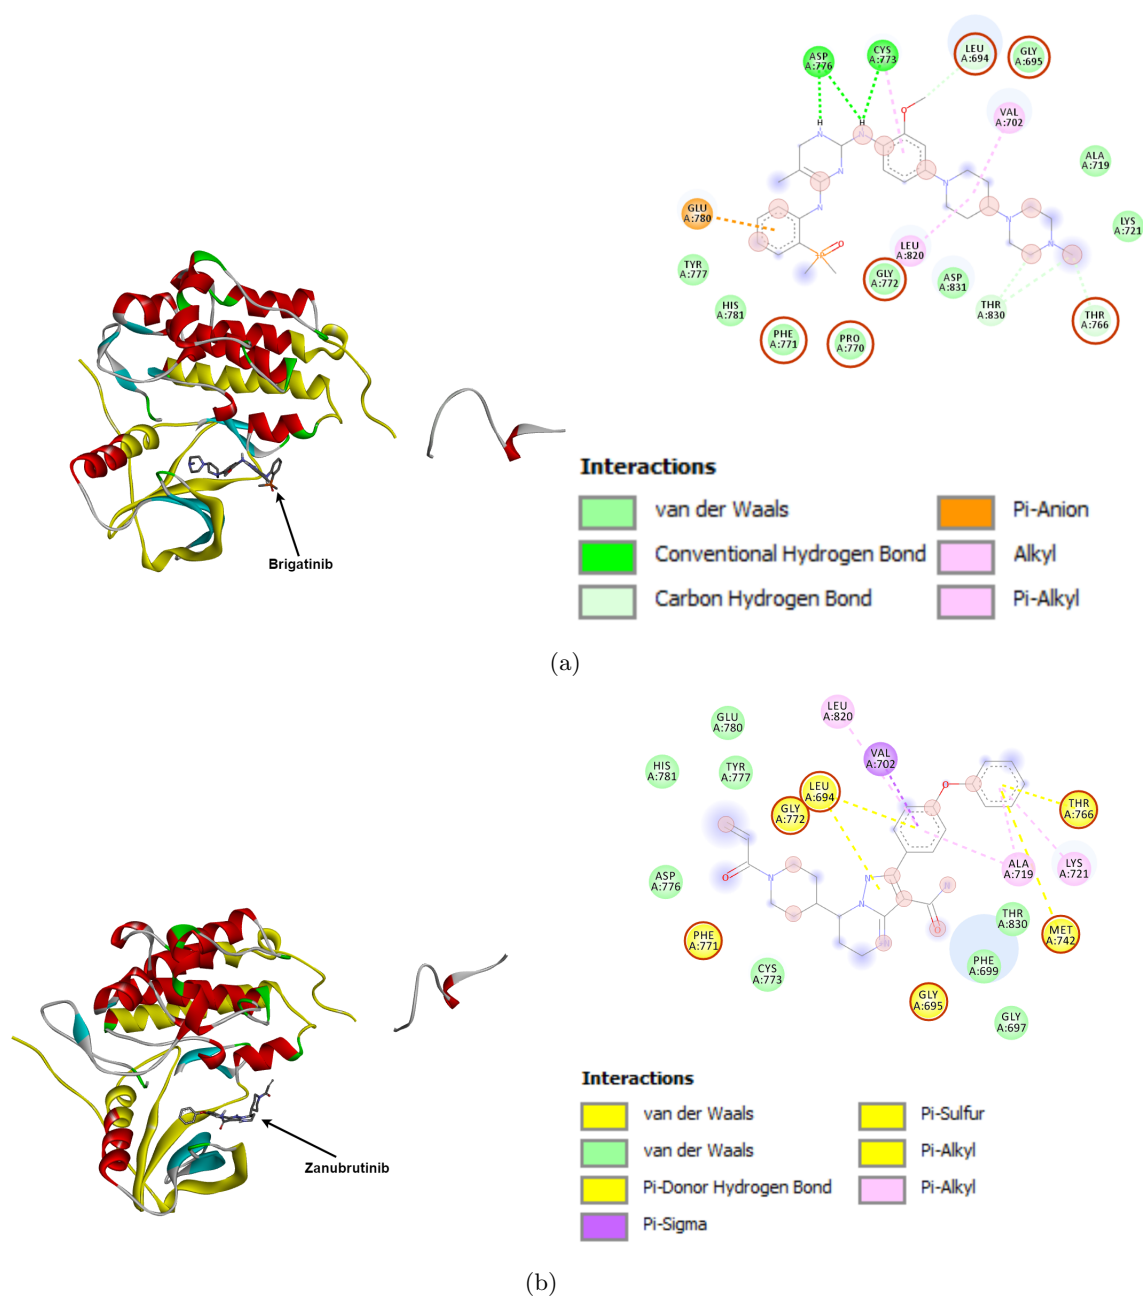 LEU
A:694
GLY
A:695
ASP
A:776
CYS
A:773
VAL
A:702
ALA
A:719
LYS
A:721
GLU
A:780
LEU
A:820
TYR
A:777
GLY
A:772
ASP
A:831
HIS
A:781
THR
A:830
THR
A:766
PHE
A:771
PRO
A:770
H
H
O
N
N
N
N
N
N
N
O
Brigatinib
Interactions
van der Waals
Conventional Hydrogen Bond
Carbon Hydrogen Bond
Pi-Anion
Alkyl
Pi-Alkyl
(a)
LEU
A:820
GLU
A:780
VAL
A:702
HIS
A:781
TYR
A:777
LEU
A:694
GLY
A:772
THR
A:766
ASP
A:776
ALA
A:719
LYS
A:721
PHE
A:771
CYS
A:773
THR
A:830
MET
A:742
PHE
A:699
GLY
A:695
GLY
A:697
O
O
N
N
N
O
Zanubrutinib
Interactions
van der Waals
van der Waals
Pi-Donor Hydrogen Bond
Pi-Sigma
Pi-Sulfur
Pi-Alkyl
Pi-Alkyl
(b)